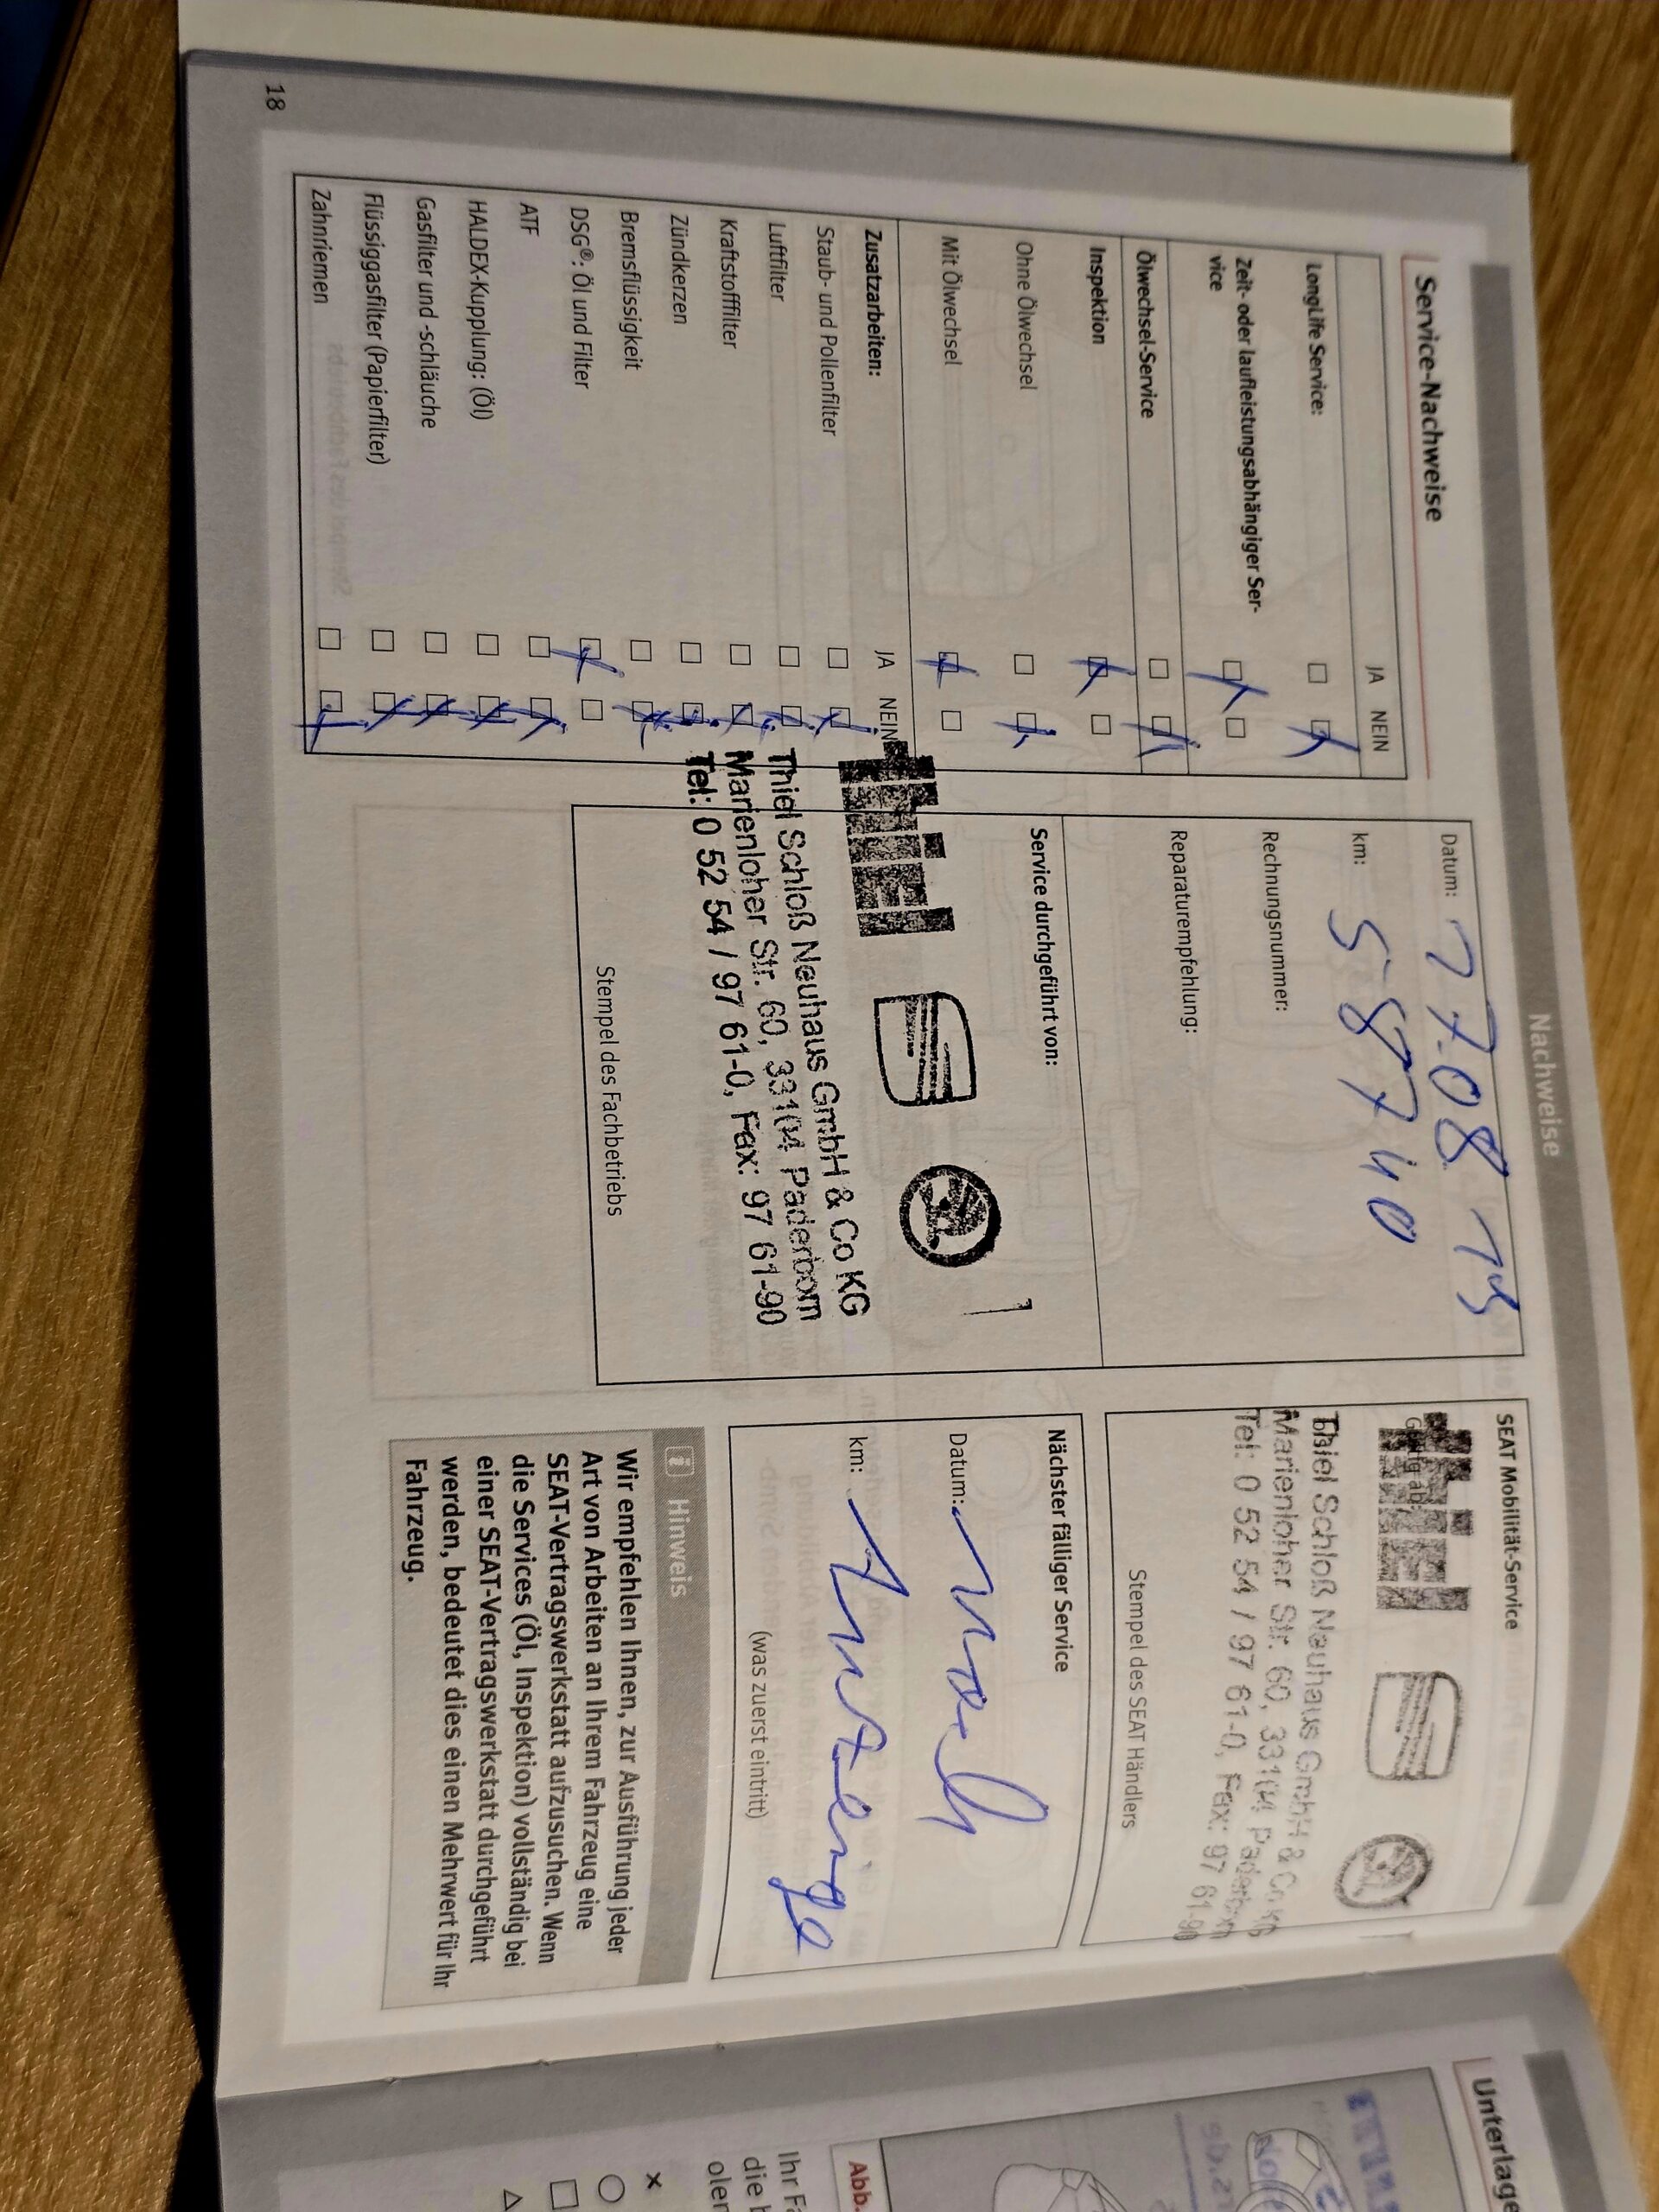 Nachweise
Service-Nachweise
JA NEIN
LongLife Service:
Zeit- oder laufleistungsabhängiger Ser-
vice
Ölwechsel-Service
Inspektion
Ohne Ölwechsel
Mit Ölwechsel
Zusatzarbeiten: JA NEIN
Staub- und Pollenfilter
Luftfilter
Kraftstofffilter
Zündkerzen
Bremsflüssigkeit
DSG®: Öl und Filter
ATF
HALDEX-Kupplung: (Öl)
Gasfilter und -schläuche
Flüssiggasfilter (Papierfilter)
Zahnriemen
18
Datum:
km: 58740
Rechnungsnummer:
Reparaturempfehlung:
Service durchgeführt von:
Thiel Schloß Neuhaus GmbH & Co KG
Marienloher Str. 60, 33104 Paderborn
Tel: 0 52 54 / 97 61-0, Fax: 97 61-90
Stempel des Fachbetriebs
SEAT Mobilität-Service
Thiel Schloß Neuhaus GmbH & Co KG
Marienloher Str. 60, 33104 Paderborn
Tel: 0 52 54 / 97 61-0, Fax: 97 61-90
Stempel des SEAT Händlers
Nächster fälliger Service
Datum: nach
km: Anzeige
(was zuerst eintritt)
i Hinweis
Wir empfehlen Ihnen, zur Ausführung jeder
Art von Arbeiten an Ihrem Fahrzeug eine
SEAT-Vertragswerkstatt aufzusuchen. Wenn
die Services (Öl, Inspektion) vollständig bei
einer SEAT-Vertragswerkstatt durchgeführt
werden, bedeutet dies einen Mehrwert für Ihr
Fahrzeug.
Abb.